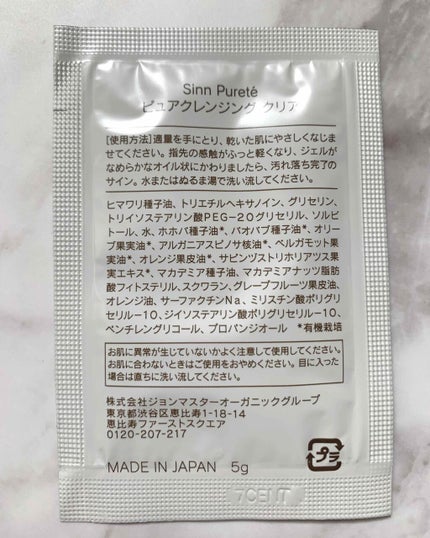 Sinn Pureté
ピュアクレンジング クリア
[使用方法]適量を手にとり、乾いた肌にやさしくなじ
ませてください。指先の感触がふっと軽くなり、ジェルが
なめらかなオイル状にかわりましたら、汚れ落ち完了の
サイン。水またはぬるま湯で洗い流してください。
ヒマワリ種子油、トリエチルヘキサノイン、グリセリン、
トリイソステアリン酸PEG-20グリセリル、ソルビ
トール、水、ホホバ種子油*、バオバブ種子油*、オリー
ブ果実油*、アルガニアスピノサ核油*、ベルガモット果
実油*、オレンジ果皮油*、サピンヅストリホリアツス果
実エキス*、マカデミア種子油、マカデミアナッツ脂肪
酸フィトステリル、スクワラン、グレープフルーツ果皮油、
オレンジ油、サーファクチンNa、ミリスチン酸ポリグリ
セリル-10、ジイソステアリン酸ポリグリセリル-10、
ペンチレングリコール、プロパンジオール *有機栽培
お肌に異常が生じていないかよく注意して使用してください。
お肌に合わないときはご使用をおやめください。目に入った
場合は直ちに洗い流してください。
株式会社ジョンマスターオーガニックグループ
東京都渋谷区恵比寿1-18-14
恵比寿ファーストスクエア
0120-207-217
プラ
MADE IN JAPAN 5g
7CENT